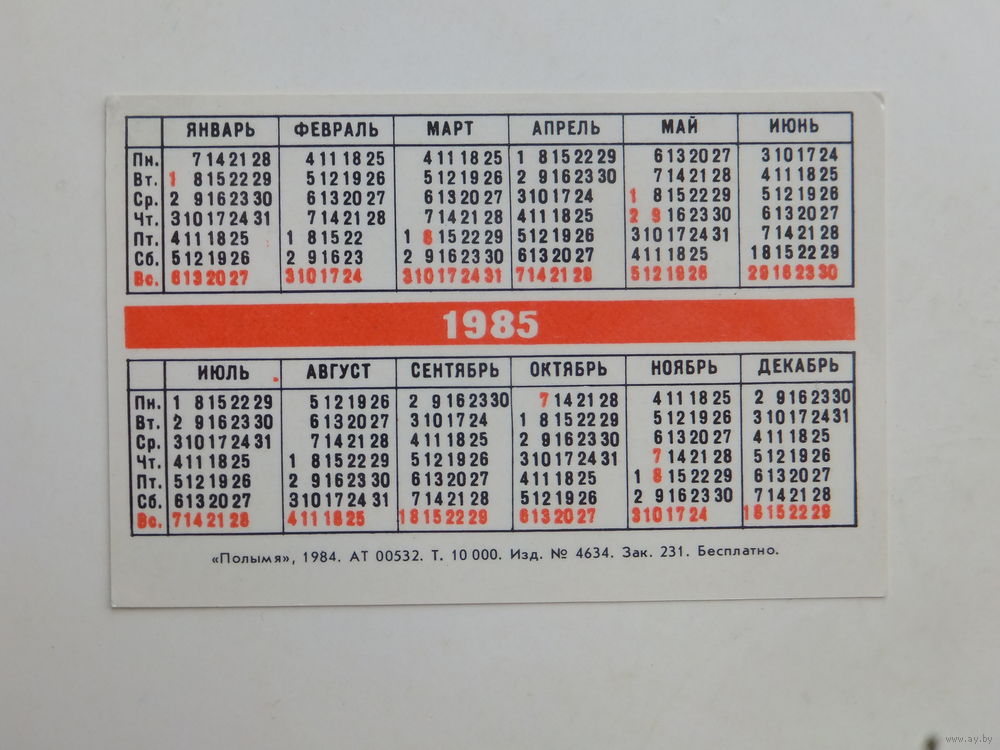 ЯНВАРЬ ФЕВРАЛЬ МАРТ АПРЕЛЬ МАЙ ИЮНЬ
Пн. 7 14 21 28 4 11 18 25 4 11 18 25 1 8 15 22 29 6 13 20 27 3 10 17 24
Вт. 1 8 15 22 29 5 12 19 26 5 12 19 26 2 9 16 23 30 7 14 21 28 4 11 18 25
Ср. 2 9 16 23 30 6 13 20 27 6 13 20 27 3 10 17 24 1 8 15 22 29 5 12 19 26
Чт. 3 10 17 24 31 7 14 21 28 7 14 21 28 4 11 18 25 2 9 16 23 30 6 13 20 27
Пт. 4 11 18 25 1 8 15 22 1 8 15 22 29 5 12 19 26 3 10 17 24 31 7 14 21 28
Сб. 5 12 19 26 2 9 16 23 2 9 16 23 30 6 13 20 27 4 11 18 25 1 8 15 22 29
Вс. 6 13 20 27 3 10 17 24 3 10 17 24 31 7 14 21 28 5 12 19 26 2 9 16 23 30
1985
ИЮЛЬ АВГУСТ СЕНТЯБРЬ ОКТЯБРЬ НОЯБРЬ ДЕКАБРЬ
Пн. 1 8 15 22 29 5 12 19 26 2 9 16 23 30 7 14 21 28 4 11 18 25 2 9 16 23 30
Вт. 2 9 16 23 30 6 13 20 27 3 10 17 24 1 8 15 22 29 5 12 19 26 3 10 17 24 31
Ср. 3 10 17 24 31 7 14 21 28 4 11 18 25 2 9 16 23 30 6 13 20 27 4 11 18 25
Чт. 4 11 18 25 1 8 15 22 29 5 12 19 26 3 10 17 24 31 7 14 21 28 5 12 19 26
Пт. 5 12 19 26 2 9 16 23 30 6 13 20 27 4 11 18 25 1 8 15 22 29 6 13 20 27
Сб. 6 13 20 27 3 10 17 24 31 7 14 21 28 5 12 19 26 2 9 16 23 30 7 14 21 28
Вс. 7 14 21 28 4 11 18 25 1 8 15 22 29 6 13 20 27 3 10 17 24 1 8 15 22 29
«Полымя», 1984. АТ 00532. Т. 10 000. Изд. № 4634. Зак. 231. Бесплатно.
www.ay.by